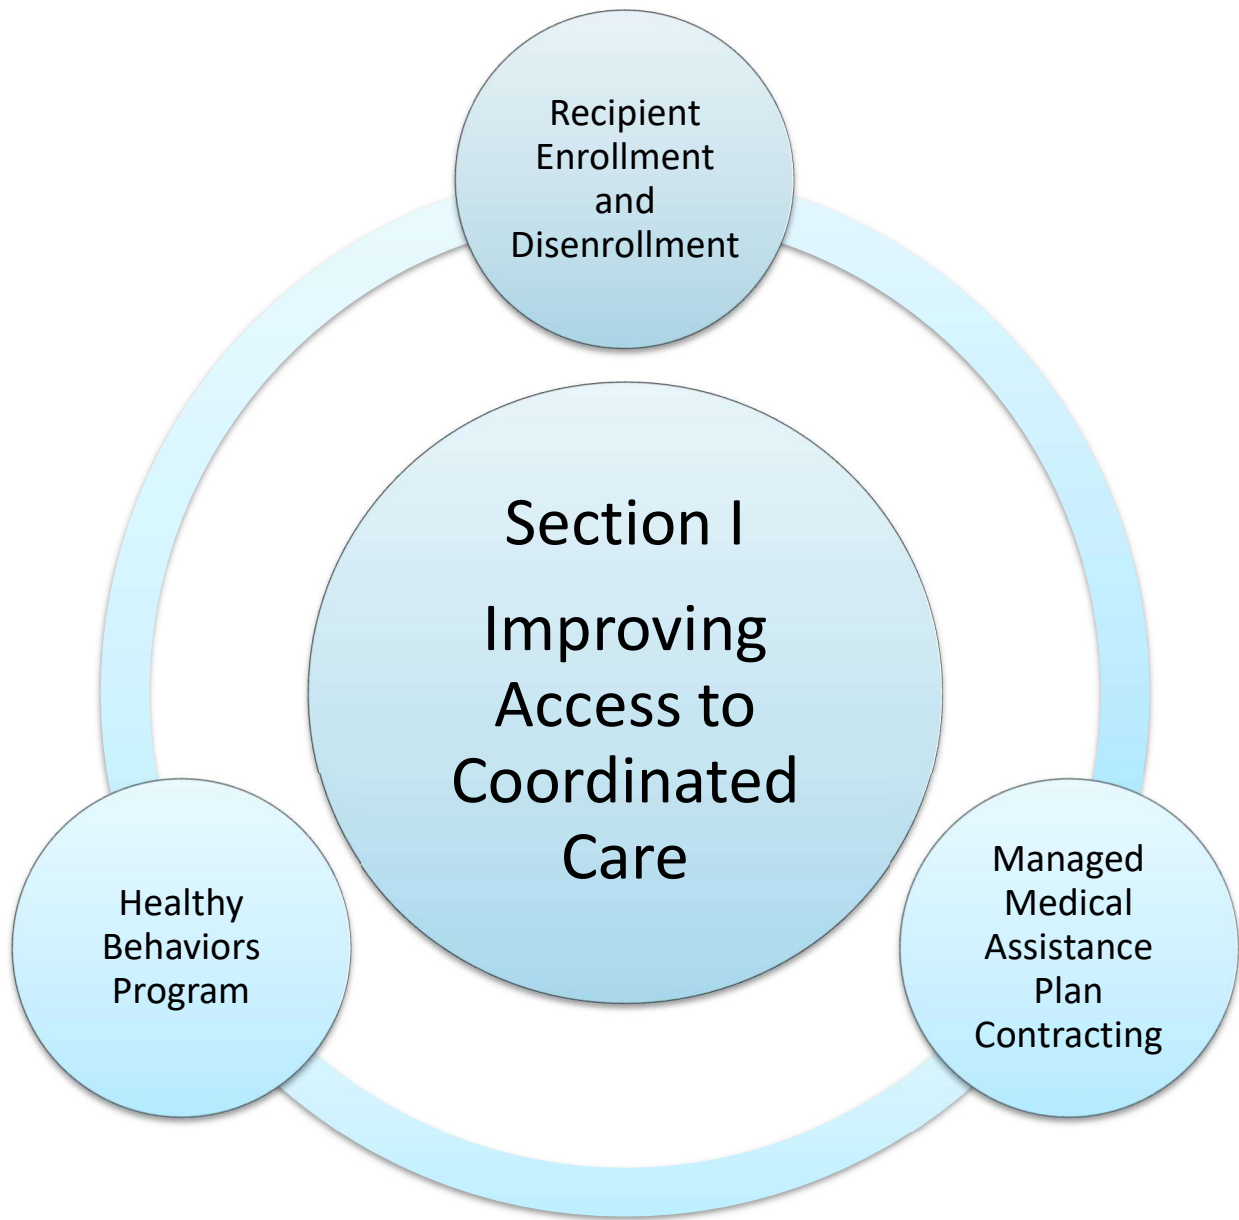 Recipient
Enrollment
and
Disenrollment
Section I
Improving
Access to
Coordinated
Care
Healthy
Behaviors
Program
Managed
Medical
Assistance
Plan
Contracting